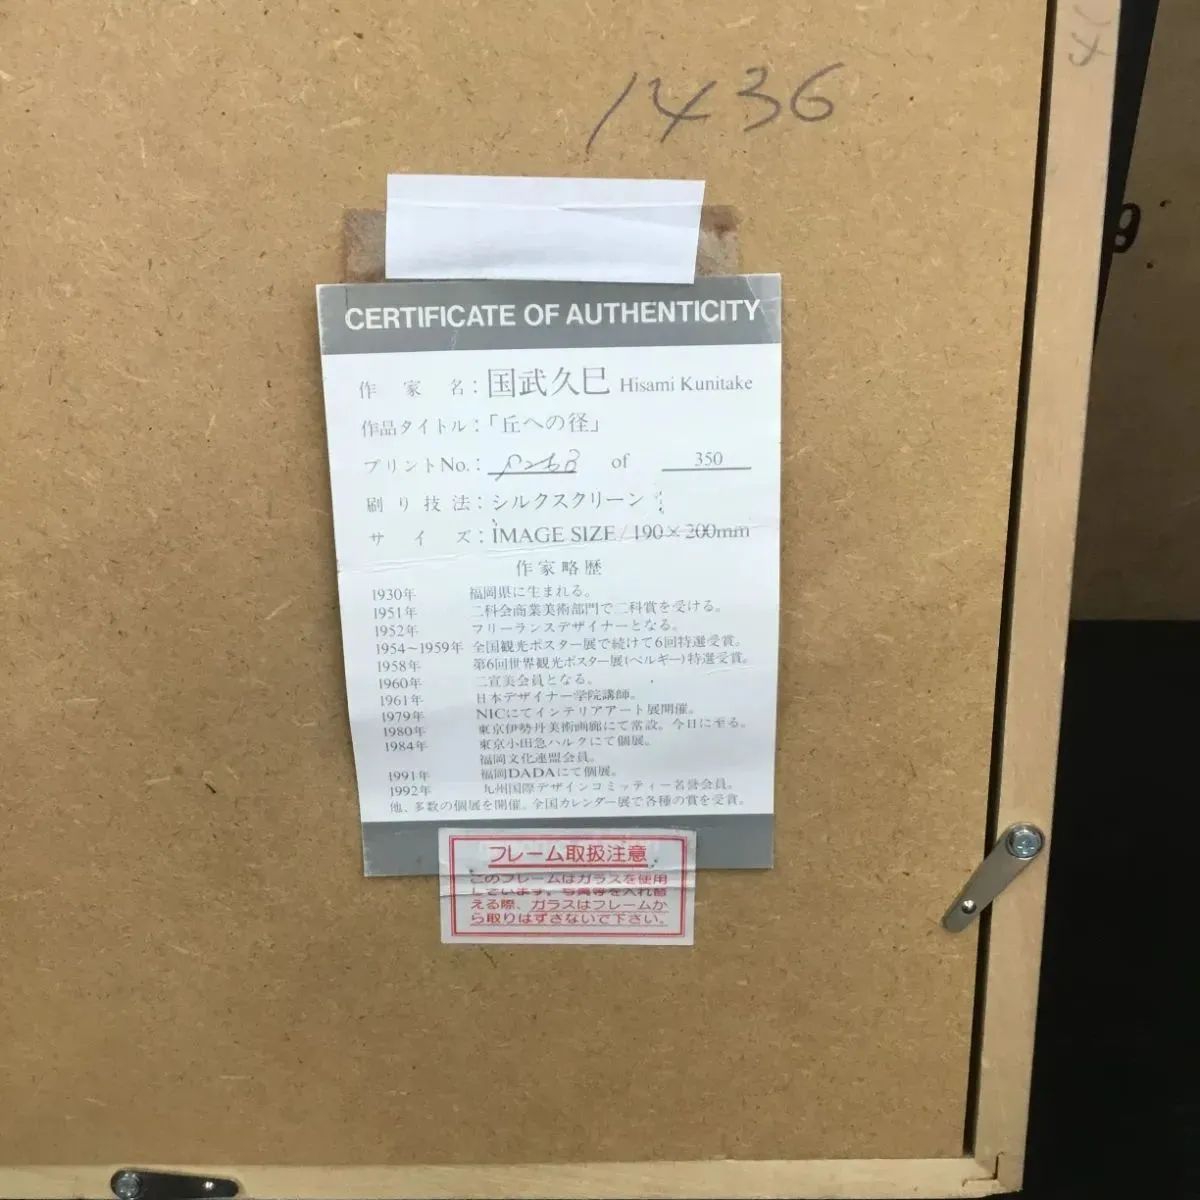 1436
CERTIFICATE OF AUTHENTICITY
作家名：国武久巳 Hisami Kunitake
作品タイトル：「丘への径」
プリントNo.： of 350
刷り技法：シルクスクリーン
サイズ：IMAGE SIZE/190×200mm
作家略歴
1930年 福岡県に生まれる。
1951年 二科会商業美術部門で二科賞を受ける。
1952年 フリーランスデザイナーとなる。
1954～1959年 全国観光ポスター展で続けて6回特選受賞。
1958年 第6回世界観光ポスター展(ベルギー)特選受賞。
1960年 二宣美会員となる。
1961年 日本デザイナー学院講師。
1979年 NICにてインテリアアート展開催。
1980年 東京伊勢丹美術画廊にて常設。今日に至る。
1984年 東京小田急ハルクにて個展。
福岡文化連盟会員。
1991年 福岡DADAにて個展。
1992年 九州国際デザインコミッティー名誉会員。
他、多数の個展を開催。全国カレンダー展で各種の賞を受賞。
フレーム取扱注意
このフレームはガラスを使用
しています。写真等を入れ替
える際、ガラスはフレームか
ら取りはずさないで下さい。
9